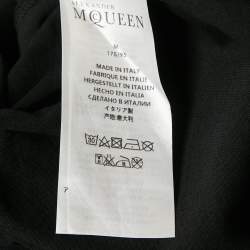 ALEXANDER
McQUEEN
M
MADE IN ITALY
FABRIQUE EN ITALIE
HERGESTELLT IN ITALIEN
HECHO EN ITALIA
СДЕЛАНО В ИТАЛИИ
イタリア製
产地:意大利